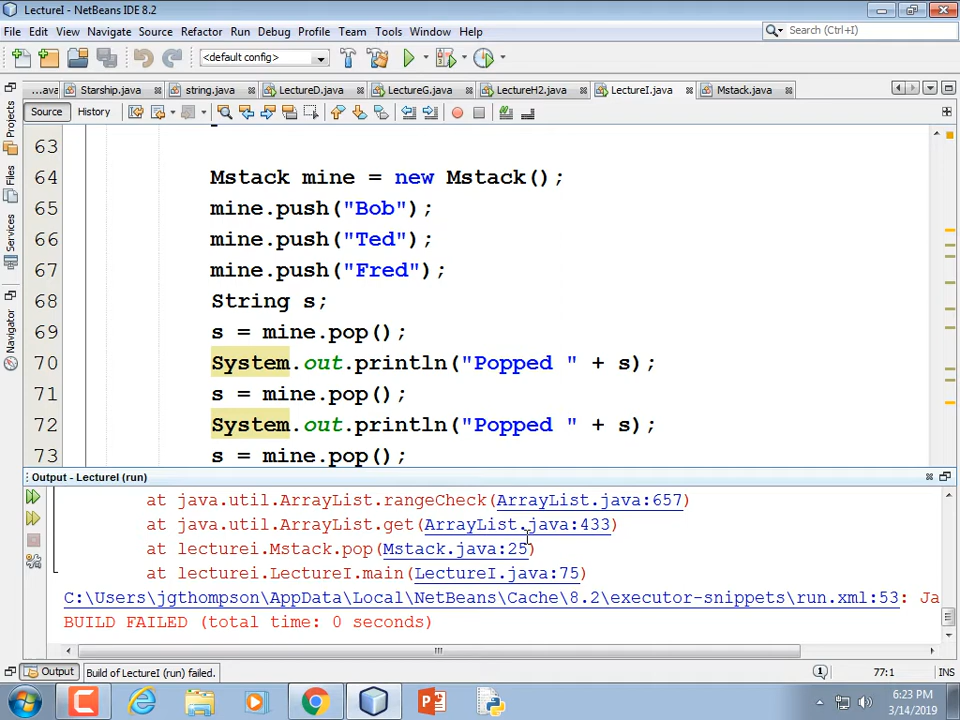 LectureI - NetBeans IDE 8.2
File Edit View Navigate Source Refactor Run Debug Profile Team Tools Window Help
Search (Ctrl+I)
<default config>
...ava Starship.java string.java LectureD.java LectureG.java LectureH2.java LectureI.java Mstack.java
Source History
Projects
Files
Services
Navigator
63
64 Mstack mine = new Mstack();
65 mine.push("Bob");
66 mine.push("Ted");
67 mine.push("Fred");
68 String s;
69 s = mine.pop();
70 System.out.println("Popped " + s);
71 s = mine.pop();
72 System.out.println("Popped " + s);
73 s = mine.pop();
Output - LectureI (run)
at java.util.ArrayList.rangeCheck(ArrayList.java:657)
at java.util.ArrayList.get(ArrayList.java:433)
at lecturei.Mstack.pop(Mstack.java:25)
at lecturei.LectureI.main(LectureI.java:75)
C:\Users\jgthompson\AppData\Local\NetBeans\Cache\8.2\executor-snippets\run.xml:53: Ja
BUILD FAILED (total time: 0 seconds)
Output
Build of LectureI (run) failed.
1
77:1
INS
6:23 PM
3/14/2019